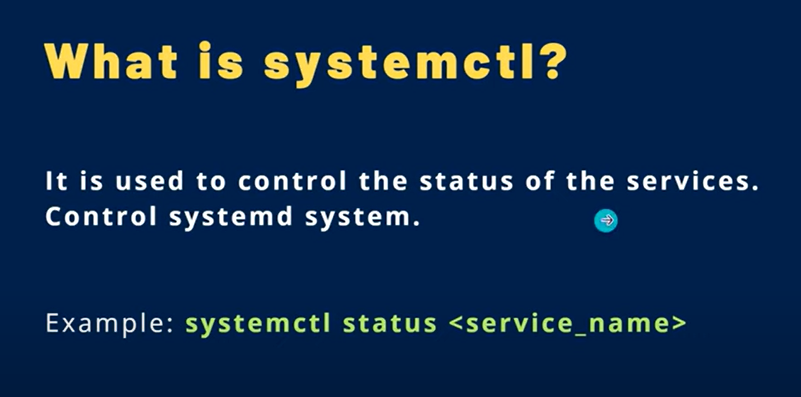 What is systemctl?
It is used to control the status of the services.
Control systemd system.
Example: systemctl status <service_name>